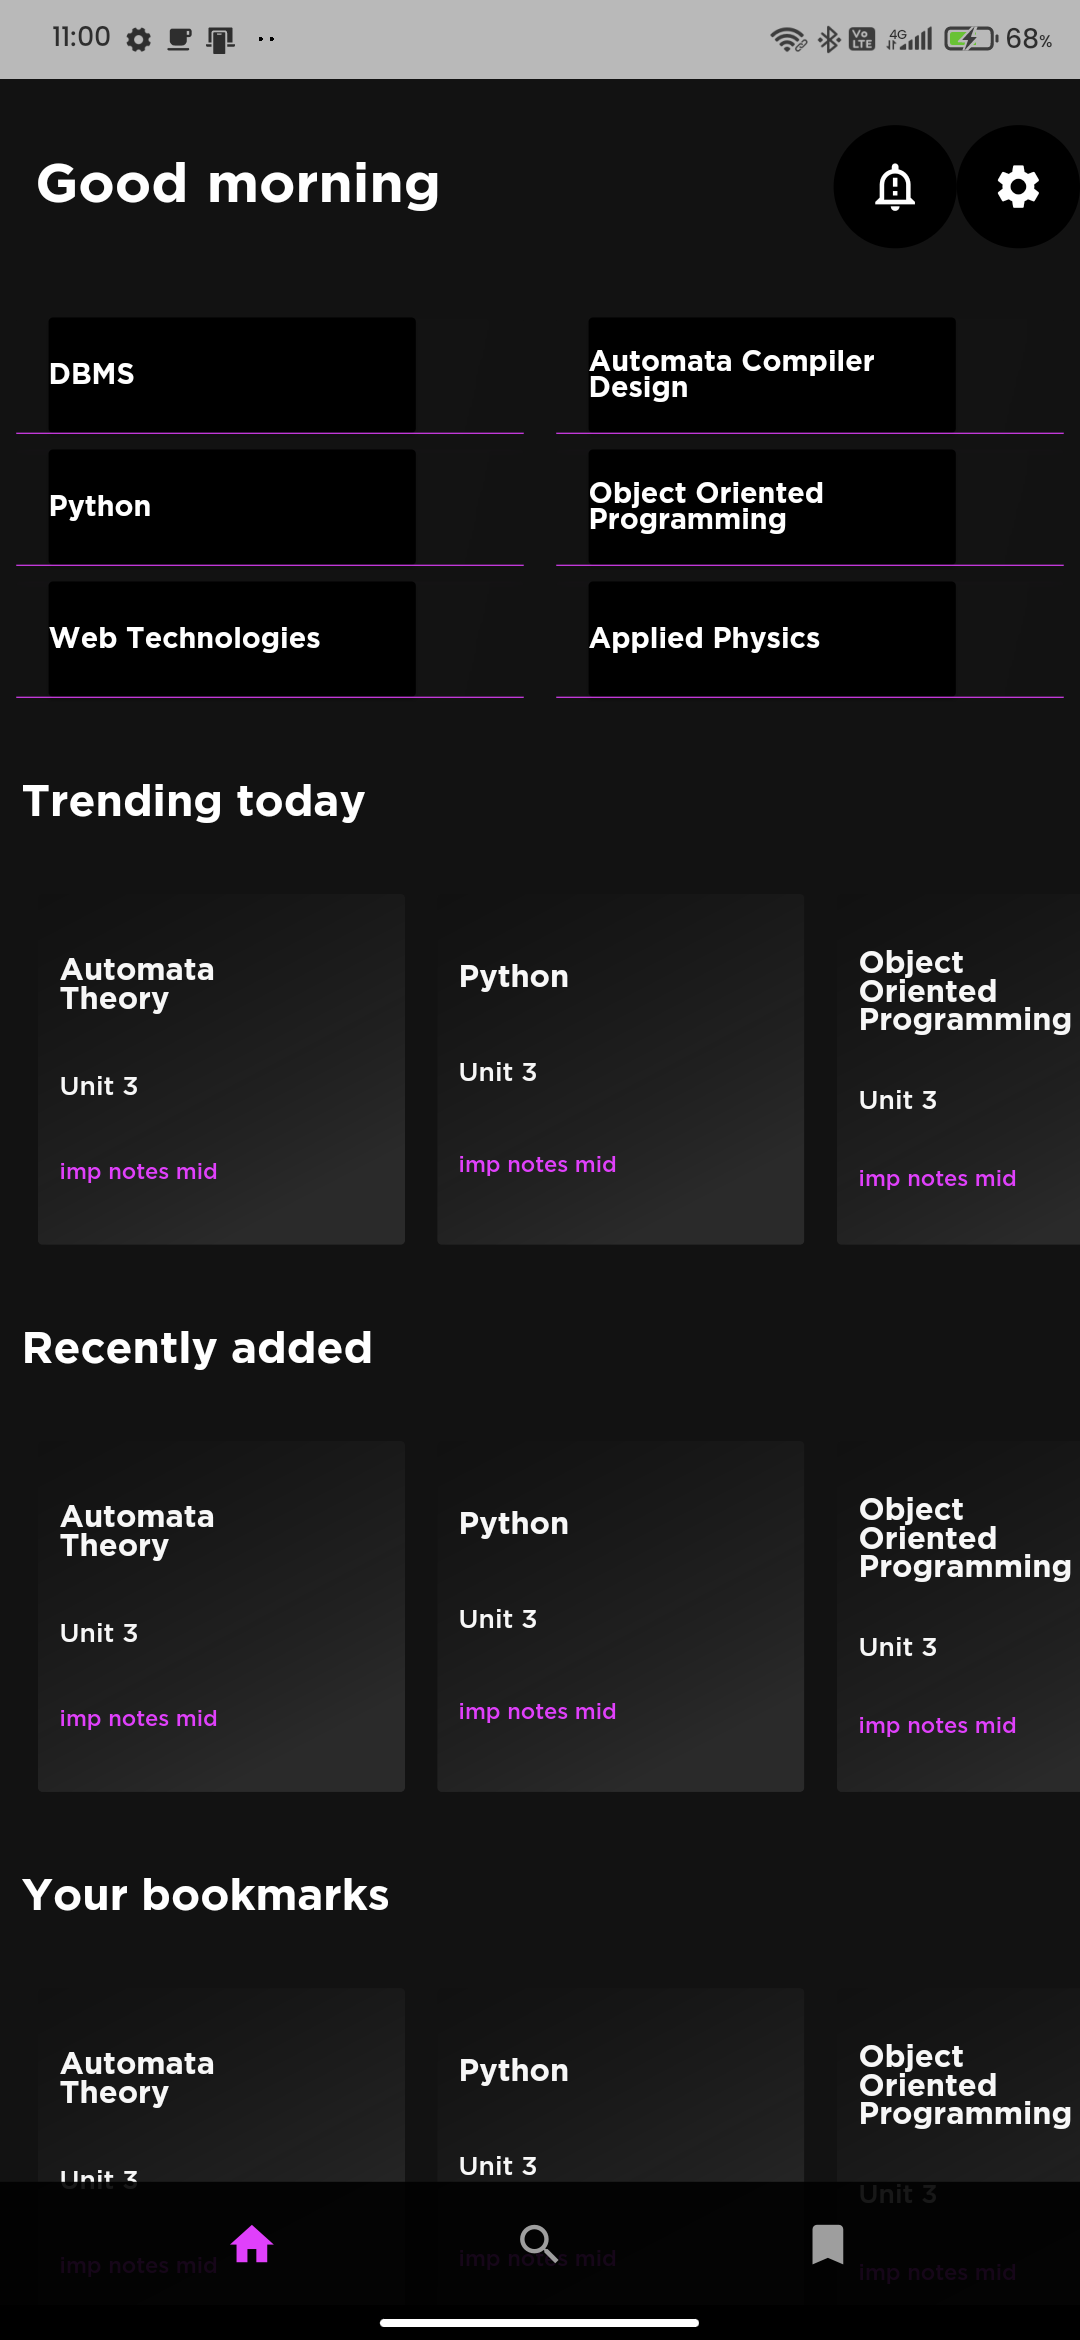 11:00
Vo LTE
4G
68%
Good morning
DBMS
Automata Compiler
Design
Python
Object Oriented
Programming
Web Technologies
Applied Physics
Trending today
Automata
Theory
Unit 3
imp notes mid
Python
Unit 3
imp notes mid
Object
Oriented
Programming
Unit 3
imp notes mid
Recently added
Automata
Theory
Unit 3
imp notes mid
Python
Unit 3
imp notes mid
Object
Oriented
Programming
Unit 3
imp notes mid
Your bookmarks
Automata
Theory
Unit 3
imp notes mid
Python
Unit 3
imp notes mid
Object
Oriented
Programming
Unit 3
imp notes mid